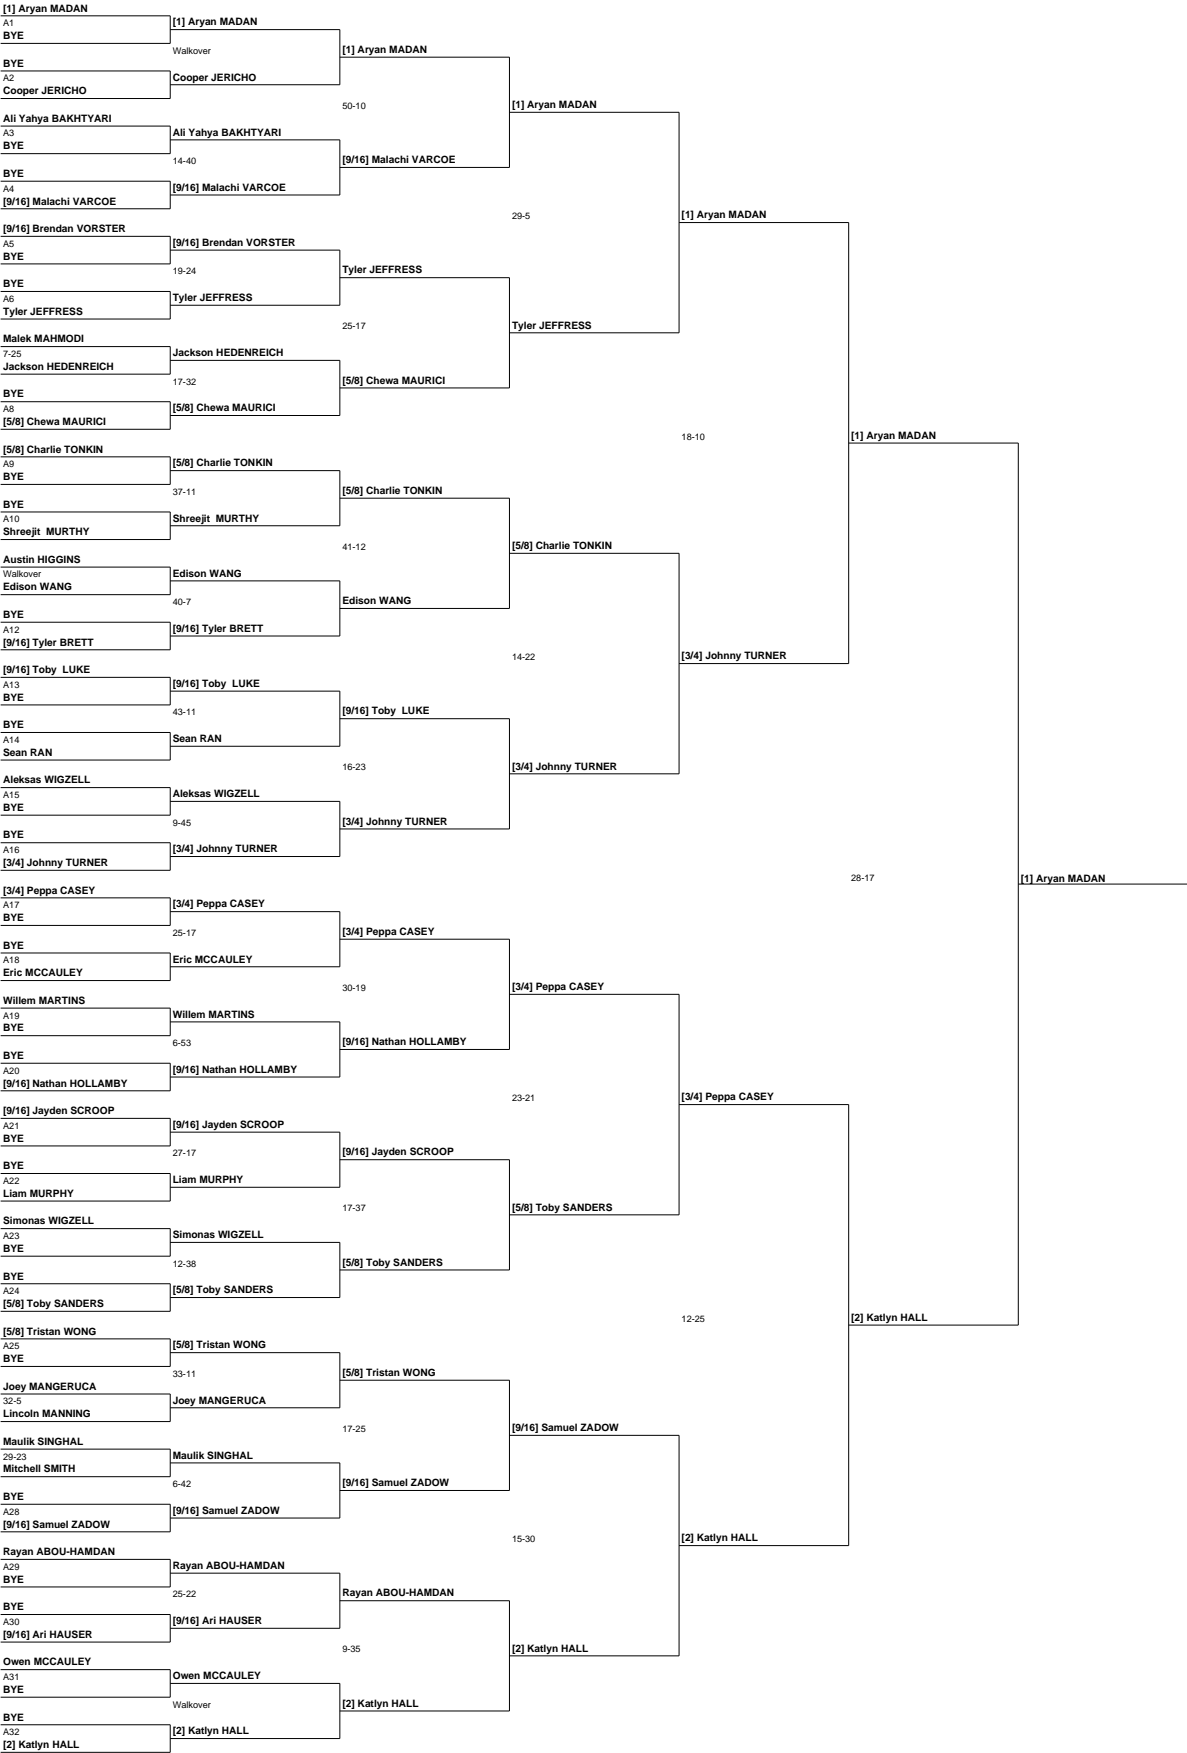 [1] Aryan MADAN
A1
BYE
BYE
A2
Cooper JERICHO
Ali Yahya BAKHTYARI
A3
BYE
BYE
A4
[9/16] Malachi VARCOE
[9/16] Brendan VORSTER
A5
BYE
BYE
A6
Tyler JEFFRESS
Malek MAHMODI
7-25
Jackson HEDENREICH
BYE
A8
[5/8] Chewa MAURICI
[5/8] Charlie TONKIN
A9
BYE
BYE
A10
Shreejit  MURTHY
Austin HIGGINS
Walkover
Edison WANG
BYE
A12
[9/16] Tyler BRETT
[9/16] Toby  LUKE
A13
BYE
BYE
A14
Sean RAN
Aleksas WIGZELL
A15
BYE
BYE
A16
[3/4] Johnny TURNER
[3/4] Peppa CASEY
A17
BYE
BYE
A18
Eric MCCAULEY
Willem MARTINS
A19
BYE
BYE
A20
[9/16] Nathan HOLLAMBY
[9/16] Jayden SCROOP
A21
BYE
BYE
A22
Liam MURPHY
Simonas WIGZELL
A23
BYE
BYE
A24
[5/8] Toby SANDERS
[5/8] Tristan WONG
A25
BYE
Joey MANGERUCA
32-5
Lincoln MANNING
Maulik SINGHAL
29-23
Mitchell SMITH
BYE
A28
[9/16] Samuel ZADOW
Rayan ABOU-HAMDAN
A29
BYE
BYE
A30
[9/16] Ari HAUSER
Owen MCCAULEY
A31
BYE
BYE
A32
[2] Katlyn HALL
[1] Aryan MADAN
Walkover
Cooper JERICHO
Ali Yahya BAKHTYARI
14-40
[9/16] Malachi VARCOE
[9/16] Brendan VORSTER
19-24
Tyler JEFFRESS
Jackson HEDENREICH
17-32
[5/8] Chewa MAURICI
[5/8] Charlie TONKIN
37-11
Shreejit  MURTHY
Edison WANG
40-7
[9/16] Tyler BRETT
[9/16] Toby  LUKE
43-11
Sean RAN
Aleksas WIGZELL
9-45
[3/4] Johnny TURNER
[3/4] Peppa CASEY
25-17
Eric MCCAULEY
Willem MARTINS
6-53
[9/16] Nathan HOLLAMBY
[9/16] Jayden SCROOP
27-17
Liam MURPHY
Simonas WIGZELL
12-38
[5/8] Toby SANDERS
[5/8] Tristan WONG
33-11
Joey MANGERUCA
Maulik SINGHAL
6-42
[9/16] Samuel ZADOW
Rayan ABOU-HAMDAN
25-22
[9/16] Ari HAUSER
Owen MCCAULEY
Walkover
[2] Katlyn HALL
[1] Aryan MADAN
50-10
[9/16] Malachi VARCOE
Tyler JEFFRESS
25-17
[5/8] Chewa MAURICI
[5/8] Charlie TONKIN
41-12
Edison WANG
[9/16] Toby  LUKE
16-23
[3/4] Johnny TURNER
[3/4] Peppa CASEY
30-19
[9/16] Nathan HOLLAMBY
[9/16] Jayden SCROOP
17-37
[5/8] Toby SANDERS
[5/8] Tristan WONG
17-25
[9/16] Samuel ZADOW
Rayan ABOU-HAMDAN
9-35
[2] Katlyn HALL
[1] Aryan MADAN
29-5
Tyler JEFFRESS
[5/8] Charlie TONKIN
14-22
[3/4] Johnny TURNER
[3/4] Peppa CASEY
23-21
[5/8] Toby SANDERS
[9/16] Samuel ZADOW
15-30
[2] Katlyn HALL
[1] Aryan MADAN
18-10
[3/4] Johnny TURNER
[3/4] Peppa CASEY
12-25
[2] Katlyn HALL
[1] Aryan MADAN
28-17
[2] Katlyn HALL
[1] Aryan MADAN